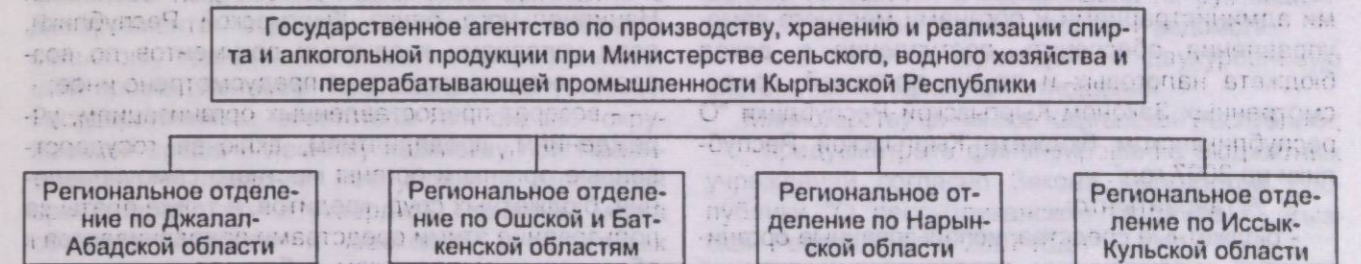 Государственное агентство по производству, хранению и реализации спир-
та и алкогольной продукции при Министерстве сельского, водного хозяйства и
перерабатывающей промышленности Кыргызской Республики
Региональное отделе-
ние по Джалал-
Абадской области
Региональное отделе-
ние по Ошской и Бат-
кенской областям
Региональное от-
деление по Нарын-
ской области
Региональное отде-
ление по Иссык-
Кульской области